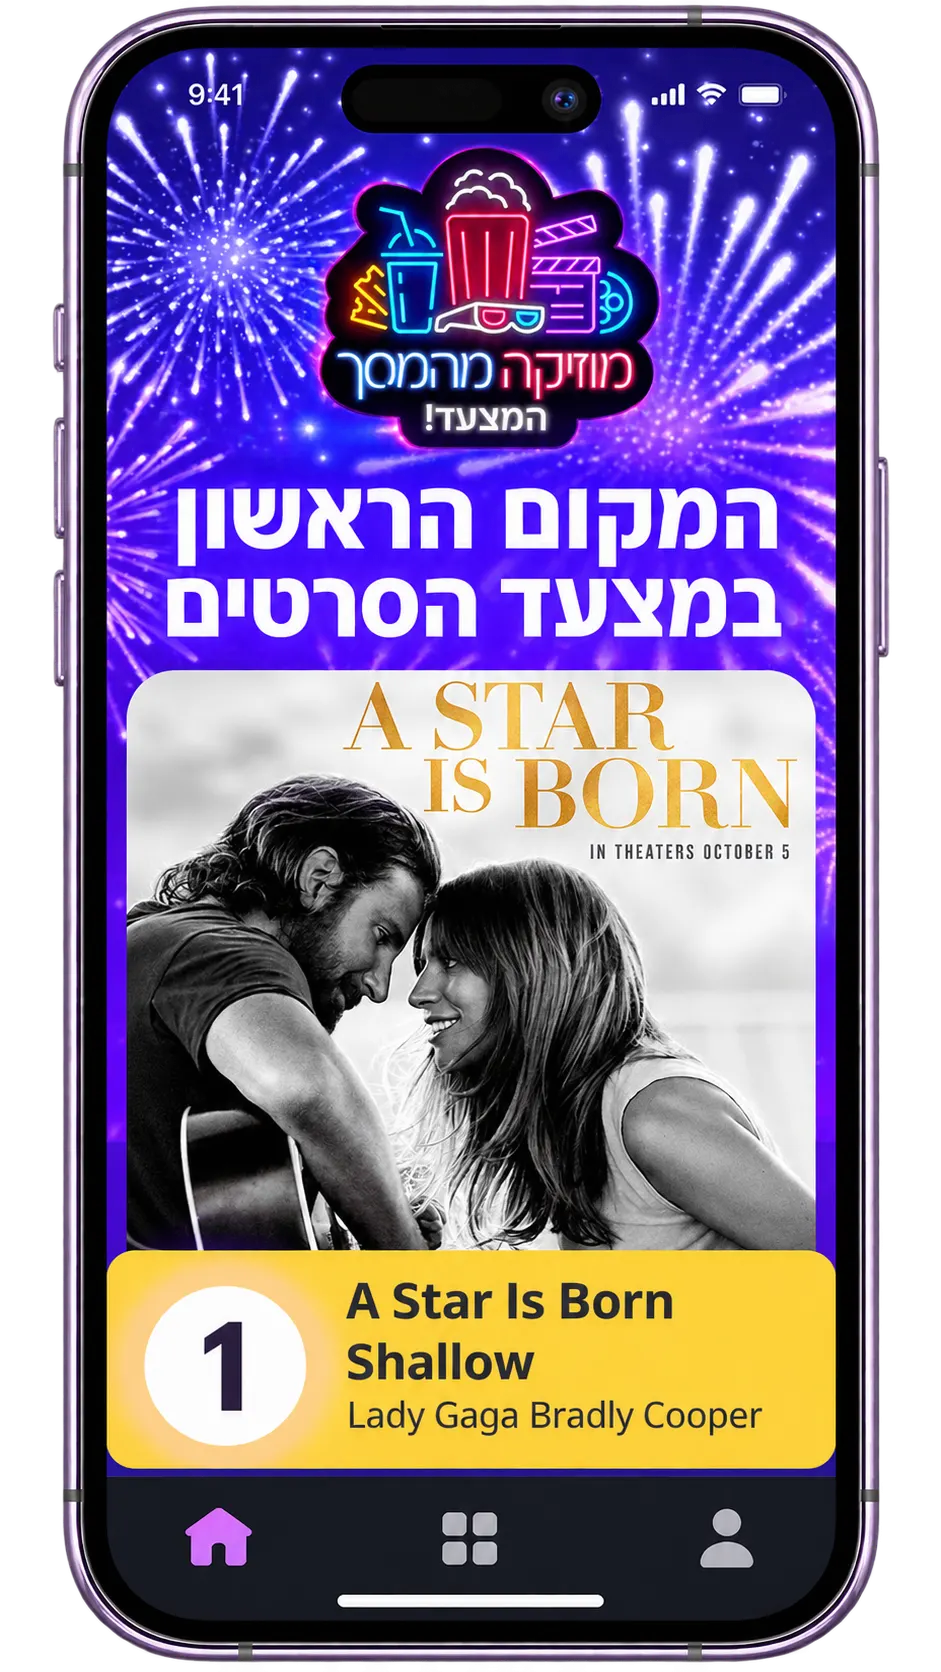 9:41
מוזיקה מהמסך
המצעד!
המקום הראשון
במצעד הסרטים
A STAR
IS BORN
IN THEATERS OCTOBER 5
1
A Star Is Born
Shallow
Lady Gaga Bradly Cooper